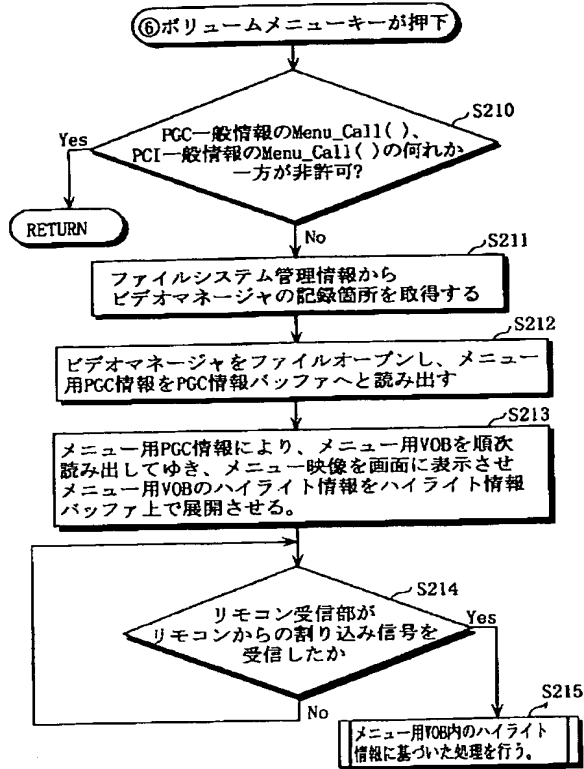 ⑥ボリュームメニューキーが押下
S210
PGC一般情報のMenu_Call( )、
PCI一般情報のMenu_Call( )の何れか
一方が非許可?
Yes
RETURN
No
S211
ファイルシステム管理情報から
ビデオマネージャの記録箇所を取得する
S212
ビデオマネージャをファイルオープンし、メニュー
用PGC情報をPGC情報バッファへと読み出す
S213
メニュー用PGC情報により、メニュー用VOBを順次
読み出してゆき、メニュー映像を画面に表示させ
メニュー用VOBのハイライト情報をハイライト情報
バッファ上で展開させる。
S214
リモコン受信部が
リモコンからの割り込み信号を
受信したか
Yes
No
S215
メニュー用VOB内のハイライト
情報に基づいた処理を行う。